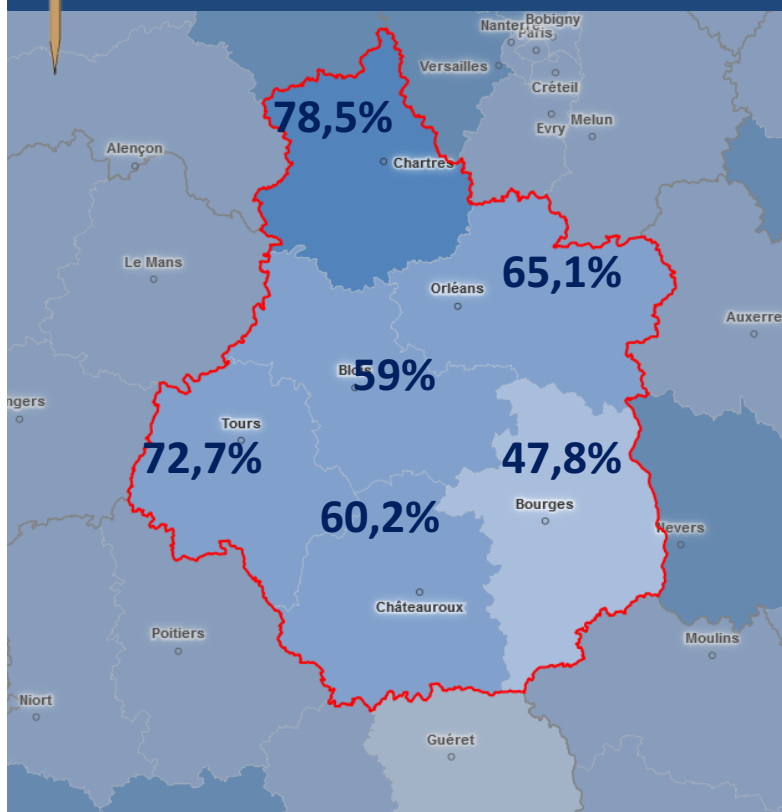 Bobigny
Nanterre
Paris
Versailles
Créteil
78,5%
Evry
Melun
Alençon
Chartres
Le Mans
65,1%
Orléans
Auxerre
Blois
59%
ngers
Tours
72,7%
47,8%
60,2%
Bourges
Nevers
Châteauroux
Poitiers
Moulins
Niort
Guéret